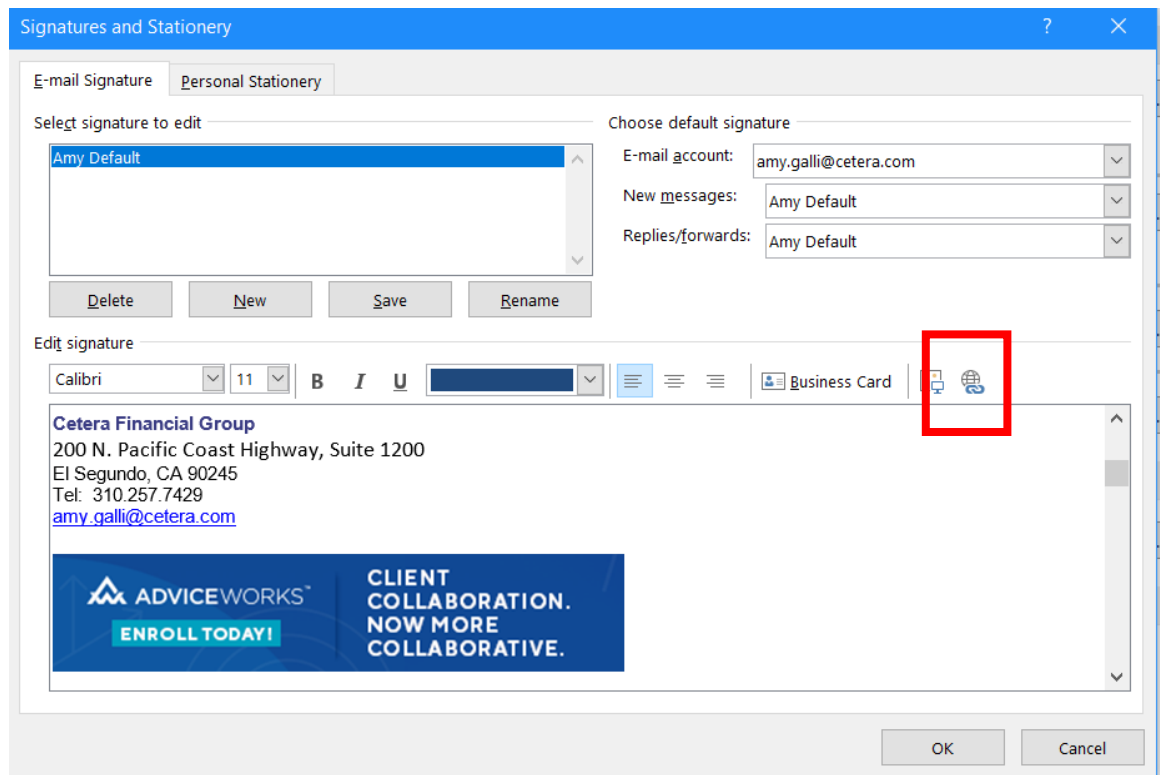 Signatures and Stationery ?
E-mail Signature Personal Stationery
Select signature to edit Choose default signature
Amy Default
E-mail account: amy.galli@cetera.com
New messages: Amy Default
Replies/forwards: Amy Default
Delete New Save Rename
Edit signature
Calibri 11 B I U Business Card
Cetera Financial Group
200 N. Pacific Coast Highway, Suite 1200
El Segundo, CA 90245
Tel: 310.257.7429
amy.galli@cetera.com
ADVICEWORKS™
ENROLL TODAY!
CLIENT
COLLABORATION.
NOW MORE
COLLABORATIVE.
OK Cancel